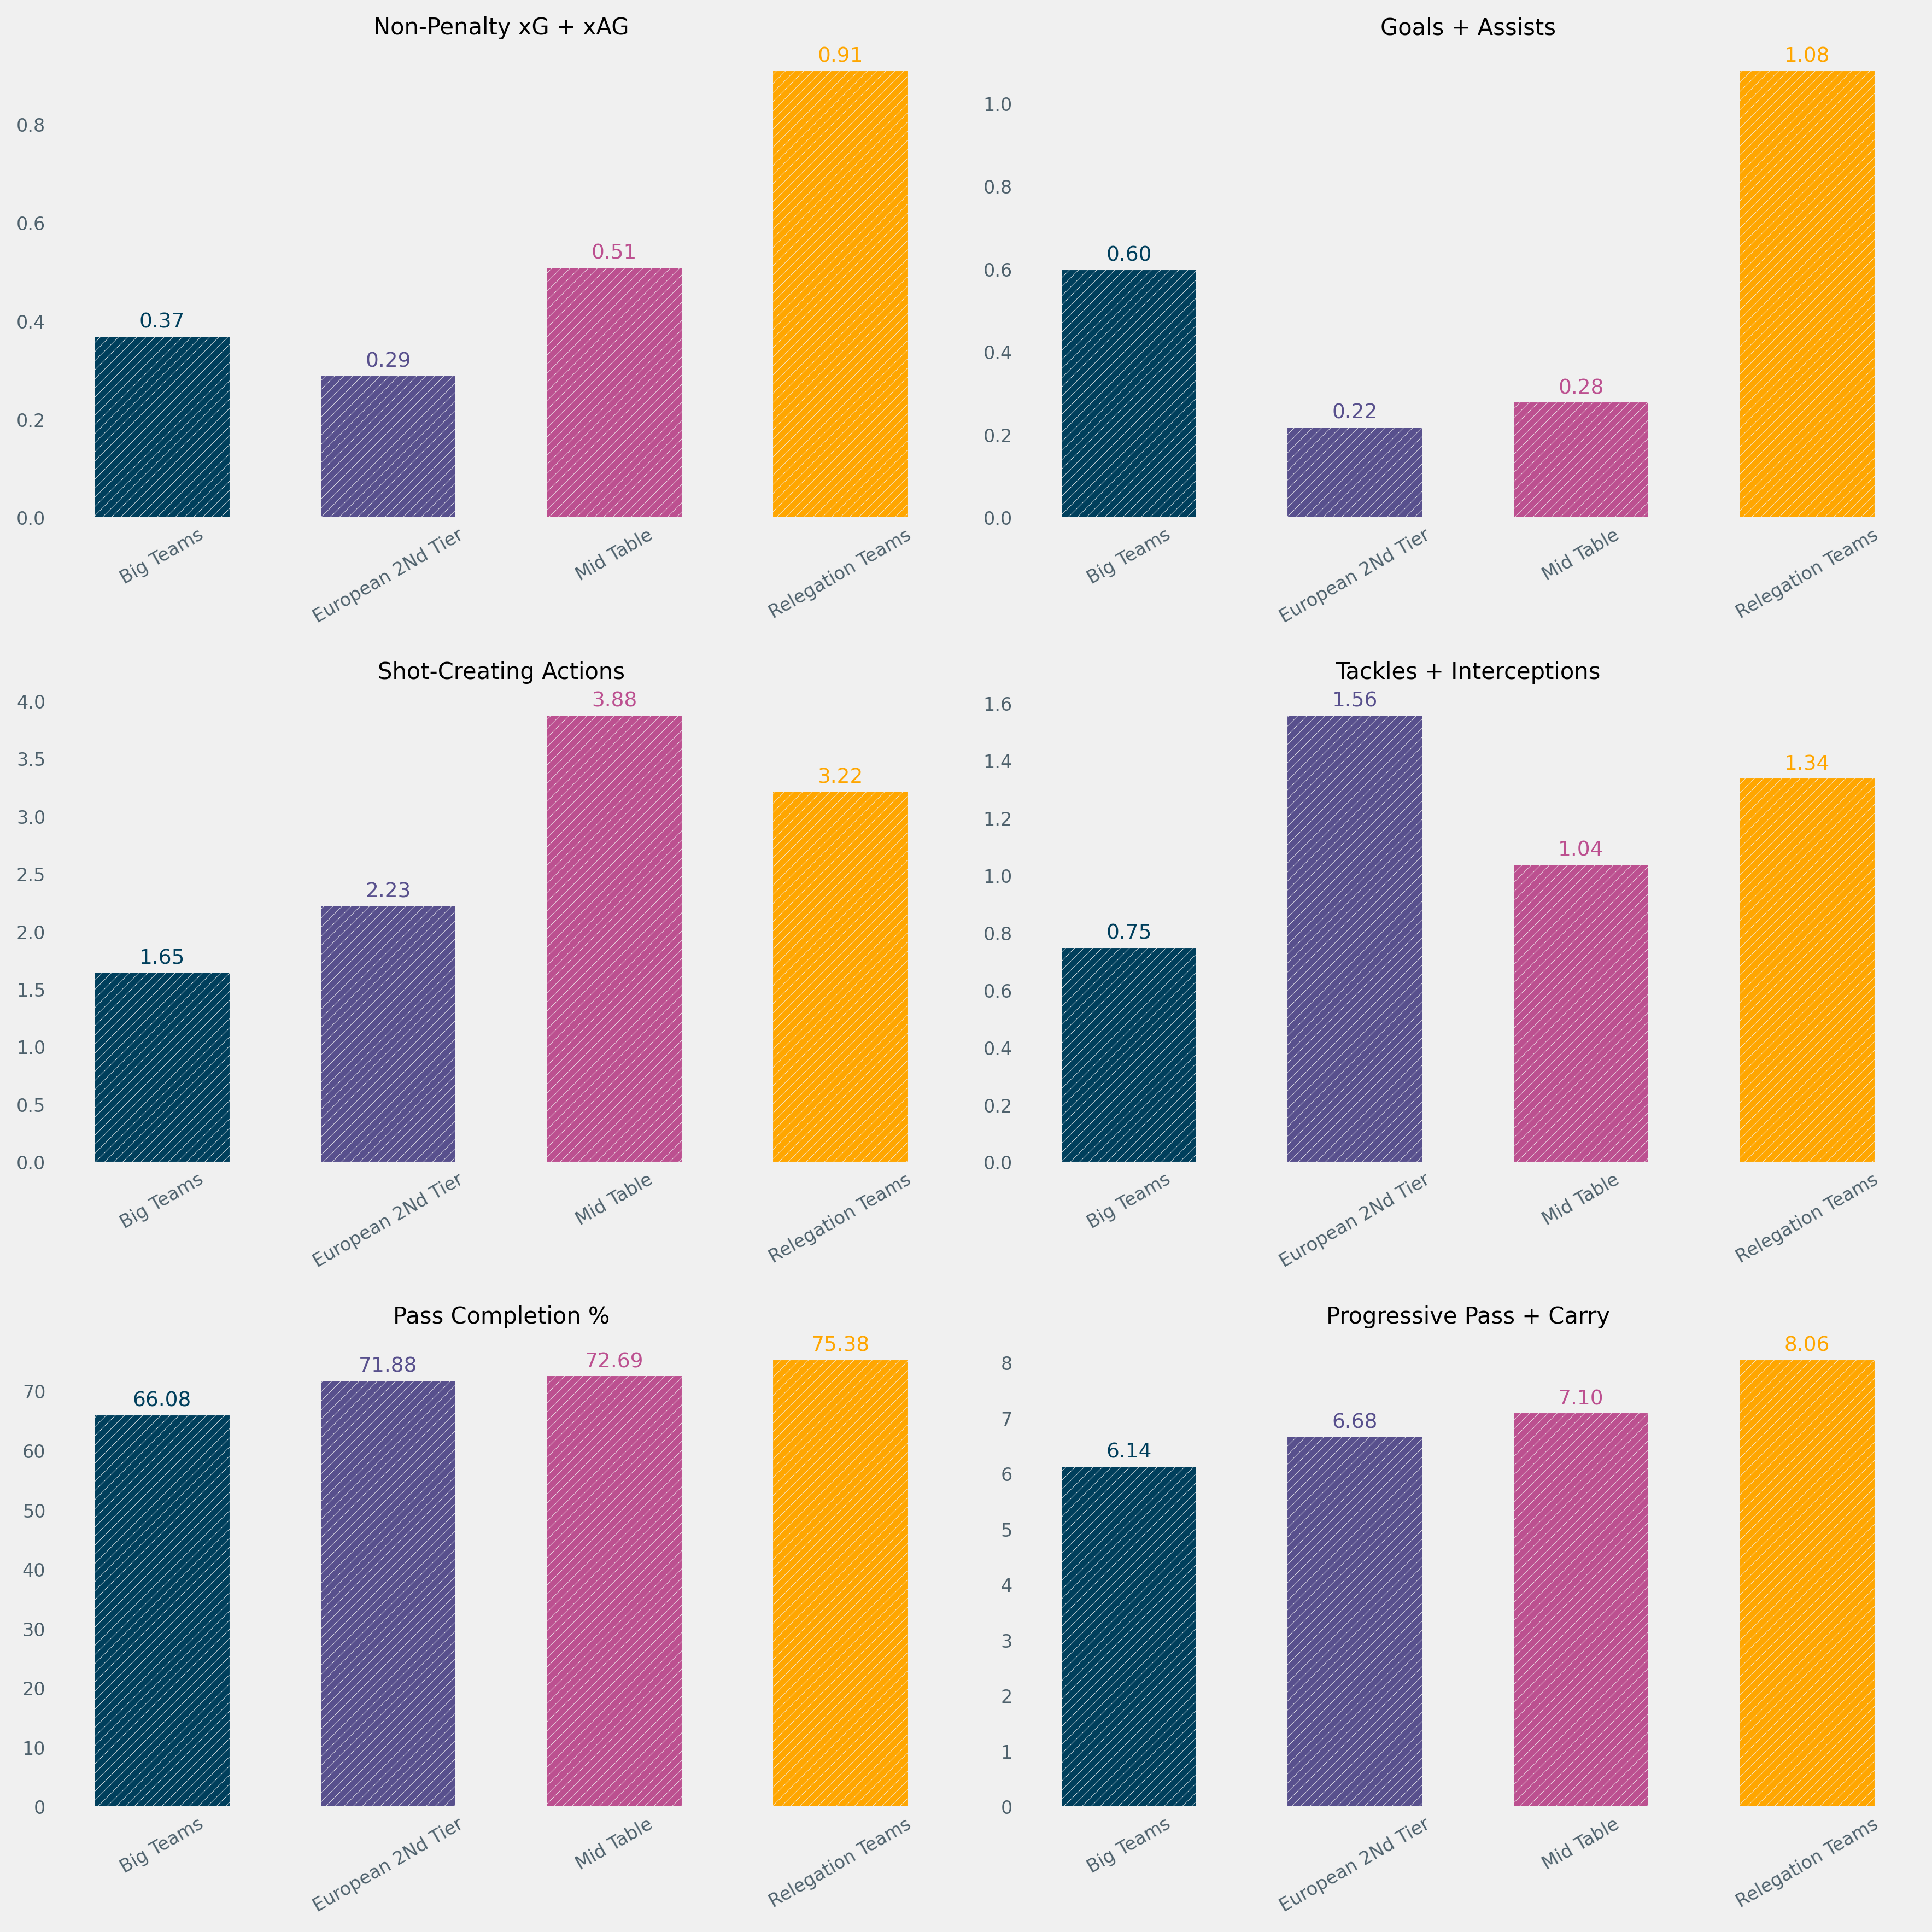 Non-Penalty xG + xAG
0.8
0.6
0.4
0.2
0.0
0.37
0.29
0.51
0.91
Big Teams
European 2Nd Tier
Mid Table
Relegation Teams
Goals + Assists
1.0
0.8
0.6
0.4
0.2
0.0
0.60
0.22
0.28
1.08
Big Teams
European 2Nd Tier
Mid Table
Relegation Teams
Shot-Creating Actions
4.0
3.5
3.0
2.5
2.0
1.5
1.0
0.5
0.0
1.65
2.23
3.88
3.22
Big Teams
European 2Nd Tier
Mid Table
Relegation Teams
Tackles + Interceptions
1.6
1.4
1.2
1.0
0.8
0.6
0.4
0.2
0.0
0.75
1.56
1.04
1.34
Big Teams
European 2Nd Tier
Mid Table
Relegation Teams
Pass Completion %
70
60
50
40
30
20
10
0
66.08
71.88
72.69
75.38
Big Teams
European 2Nd Tier
Mid Table
Relegation Teams
Progressive Pass + Carry
8
7
6
5
4
3
2
1
0
6.14
6.68
7.10
8.06
Big Teams
European 2Nd Tier
Mid Table
Relegation Teams